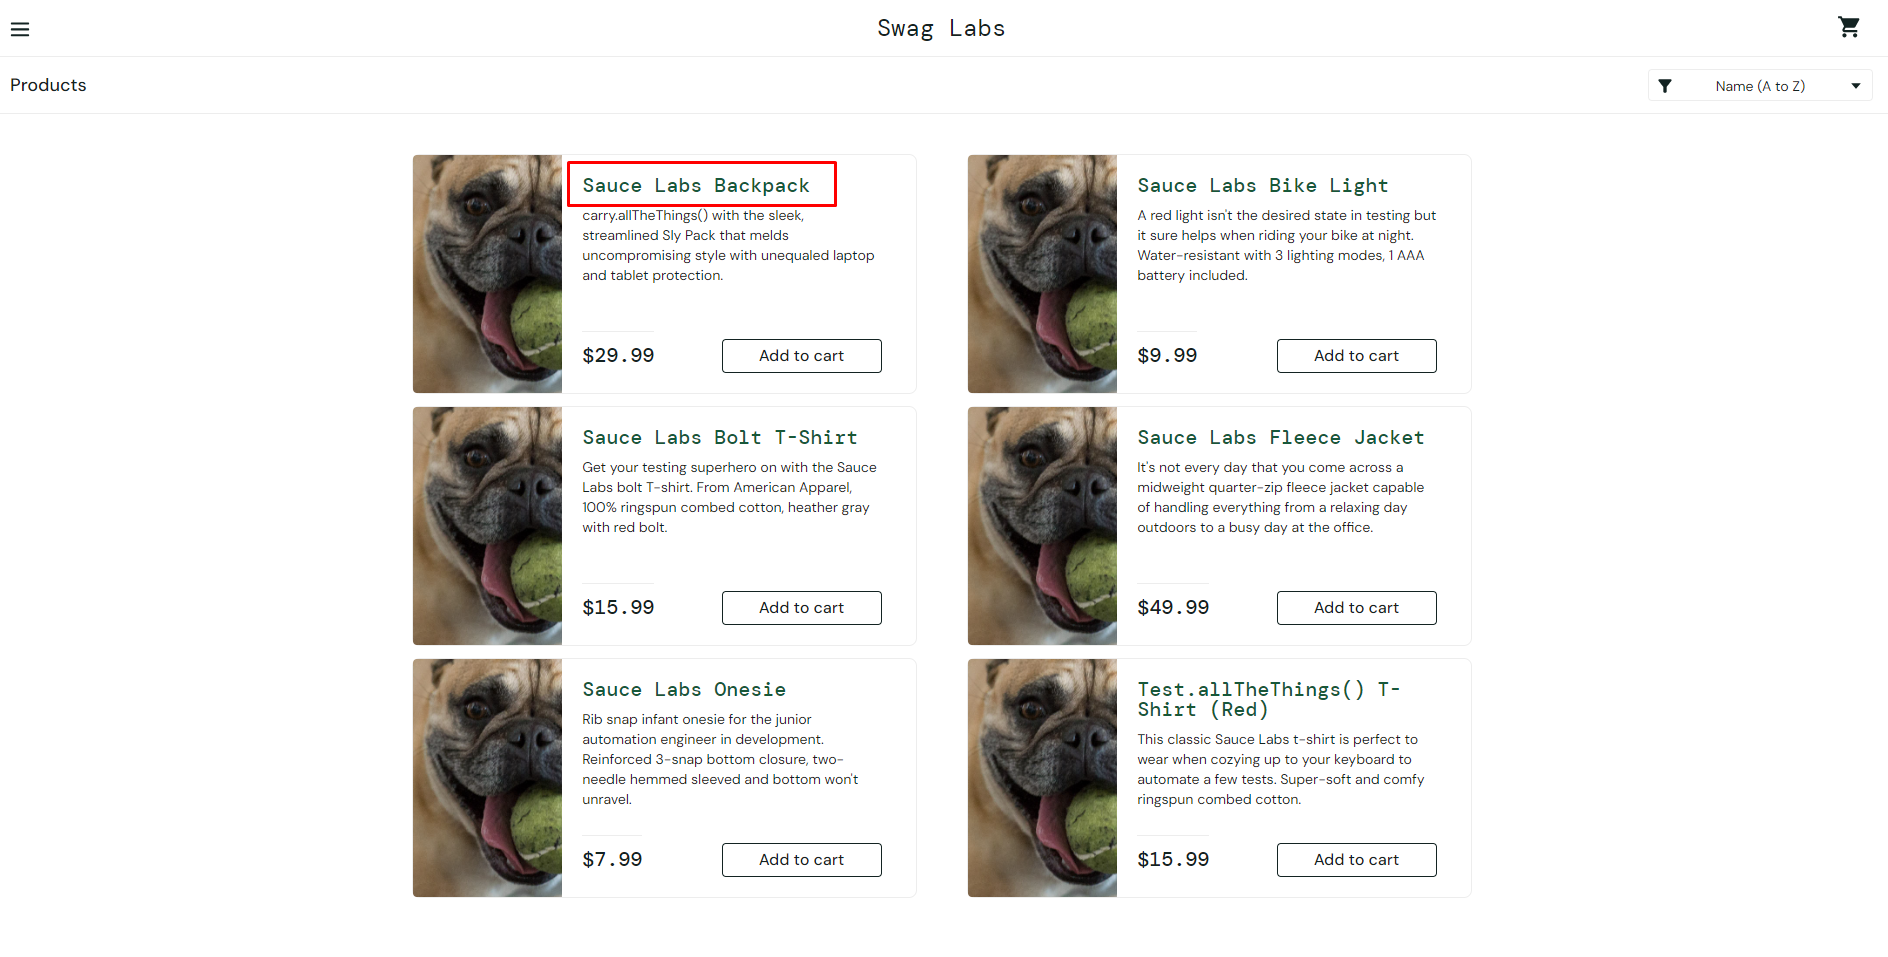 Swag Labs
Products
Name (A to Z)
Sauce Labs Backpack
carry.allTheThings() with the sleek,
streamlined Sly Pack that melds
uncompromising style with unequaled laptop
and tablet protection.
$29.99
Add to cart
Sauce Labs Bike Light
A red light isn't the desired state in testing but
it sure helps when riding your bike at night.
Water-resistant with 3 lighting modes, 1 AAA
battery included.
$9.99
Add to cart
Sauce Labs Bolt T-Shirt
Get your testing superhero on with the Sauce
Labs bolt T-shirt. From American Apparel,
100% ringspun combed cotton, heather gray
with red bolt.
$15.99
Add to cart
Sauce Labs Fleece Jacket
It's not every day that you come across a
midweight quarter-zip fleece jacket capable
of handling everything from a relaxing day
outdoors to a busy day at the office.
$49.99
Add to cart
Sauce Labs Onesie
Rib snap infant onesie for the junior
automation engineer in development.
Reinforced 3-snap bottom closure, two-
needle hemmed sleeved and bottom won't
unravel.
$7.99
Add to cart
Test.allTheThings() T-
Shirt (Red)
This classic Sauce Labs t-shirt is perfect to
wear when cozying up to your keyboard to
automate a few tests. Super-soft and comfy
ringspun combed cotton.
$15.99
Add to cart